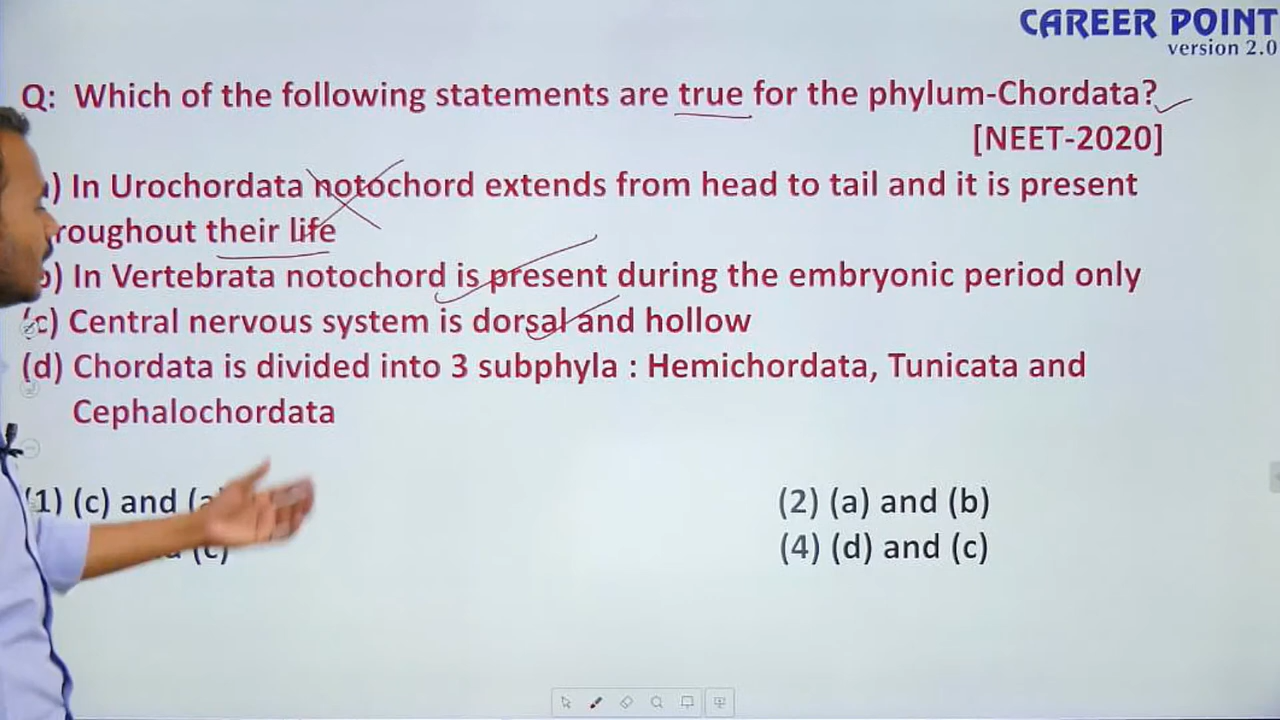 CAREER POINT
version 2.0
Q: Which of the following statements are true for the phylum-Chordata?
[NEET-2020]
) In Urochordata notochord extends from head to tail and it is present
roughout their life
) In Vertebrata notochord is present during the embryonic period only
(c) Central nervous system is dorsal and hollow
(d) Chordata is divided into 3 subphyla : Hemichordata, Tunicata and
Cephalochordata
(1) (c) and (a)
(2) (a) and (b)
(c)
(4) (d) and (c)